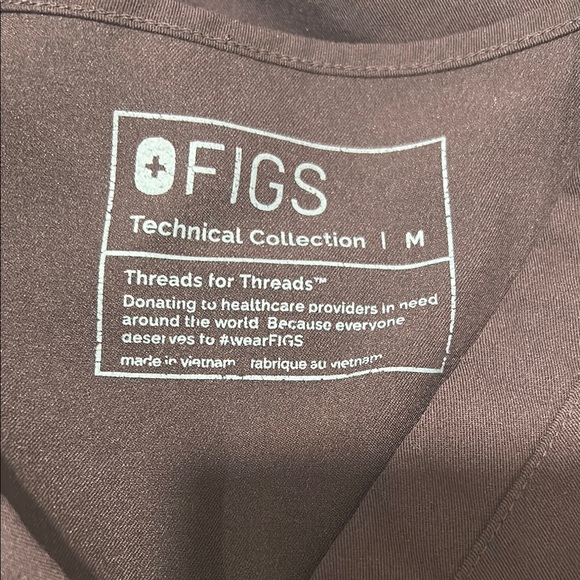 FIGS
Technical Collection | M
Threads for Threads™
Donating to healthcare providers in need
around the world Because everyone
deserves to #wearFIGS
made in vietnam fabrique au vietnam